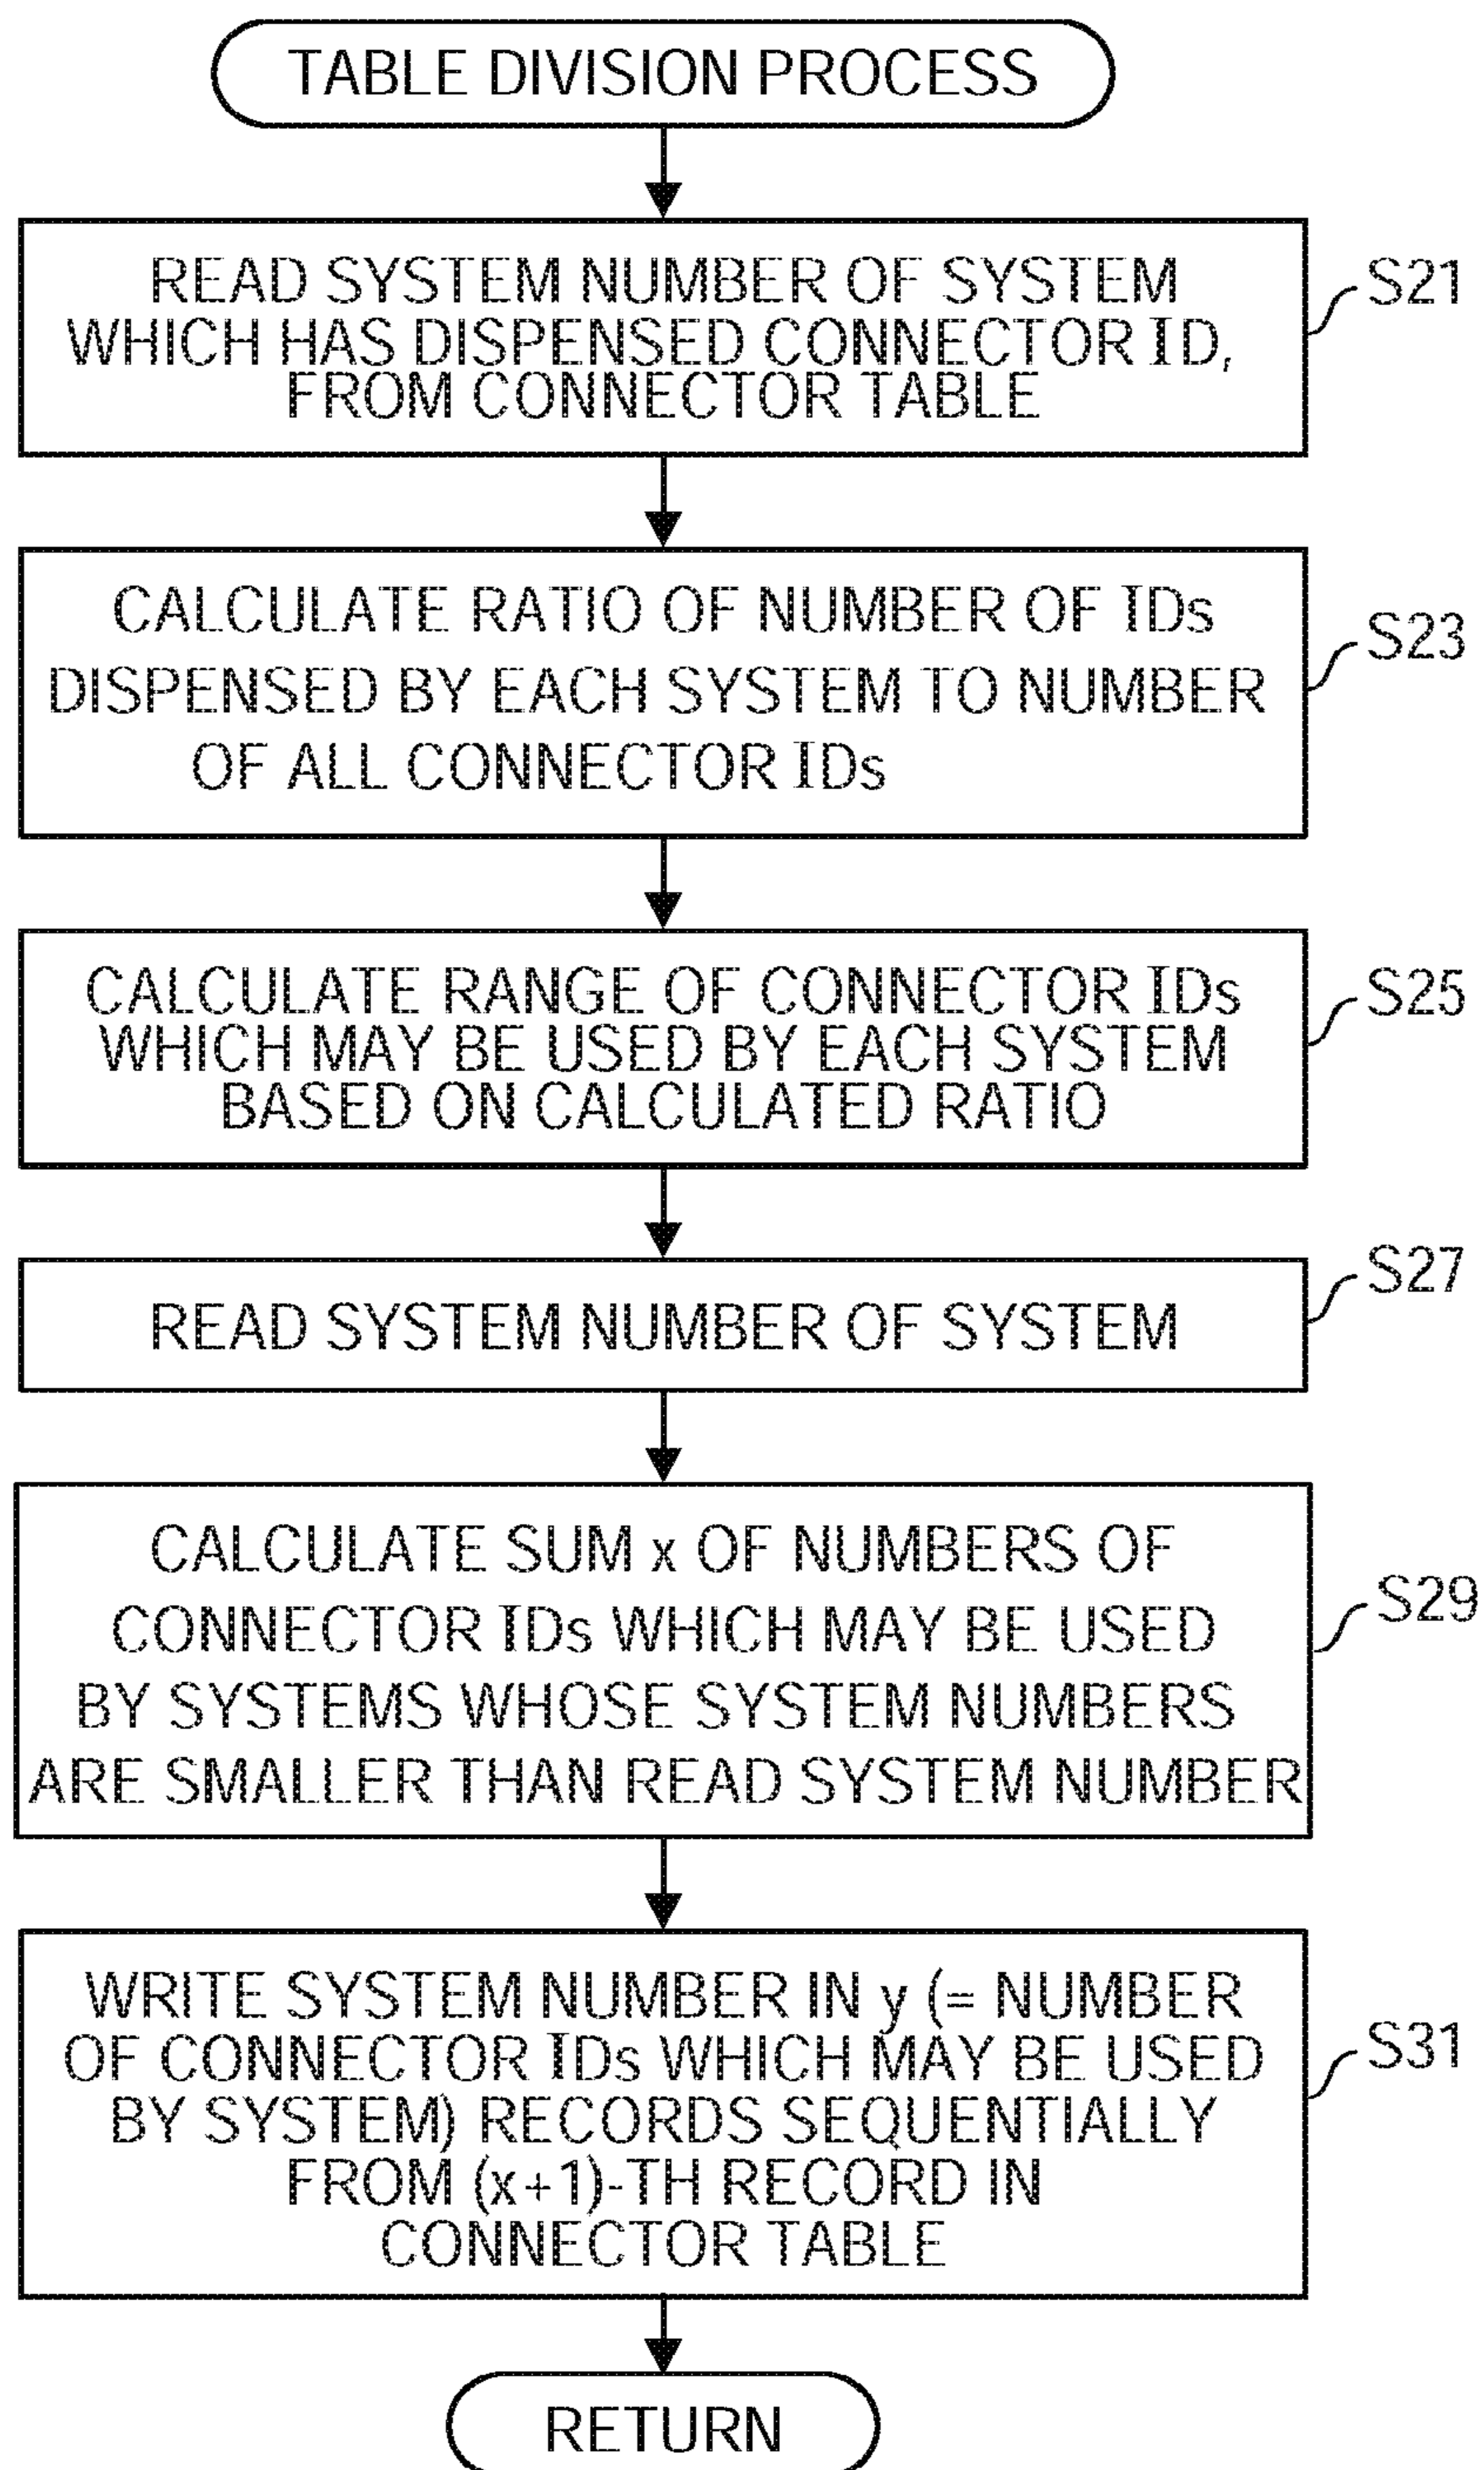 TABLE DIVISION PROCESS
READ SYSTEM NUMBER OF SYSTEM
WHICH HAS DISPENSED CONNECTOR ID,
FROM CONNECTOR TABLE
S21
CALCULATE RATIO OF NUMBER OF IDs
DISPENSED BY EACH SYSTEM TO NUMBER
OF ALL CONNECTOR IDs
S23
CALCULATE RANGE OF CONNECTOR IDs
WHICH MAY BE USED BY EACH SYSTEM
BASED ON CALCULATED RATIO
S25
READ SYSTEM NUMBER OF SYSTEM
S27
CALCULATE SUM x OF NUMBERS OF
CONNECTOR IDs WHICH MAY BE USED
BY SYSTEMS WHOSE SYSTEM NUMBERS
ARE SMALLER THAN READ SYSTEM NUMBER
S29
WRITE SYSTEM NUMBER IN y (= NUMBER
OF CONNECTOR IDs WHICH MAY BE USED
BY SYSTEM) RECORDS SEQUENTIALLY
FROM (x+1)-TH RECORD IN
CONNECTOR TABLE
S31
RETURN